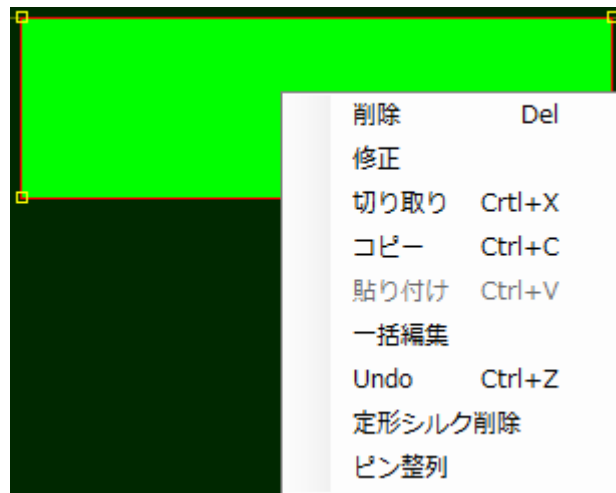 削除 Del
修正
切り取り Crtl+X
コピー Ctrl+C
貼り付け Ctrl+V
一括編集
Undo Ctrl+Z
定形シルク削除
ピン整列